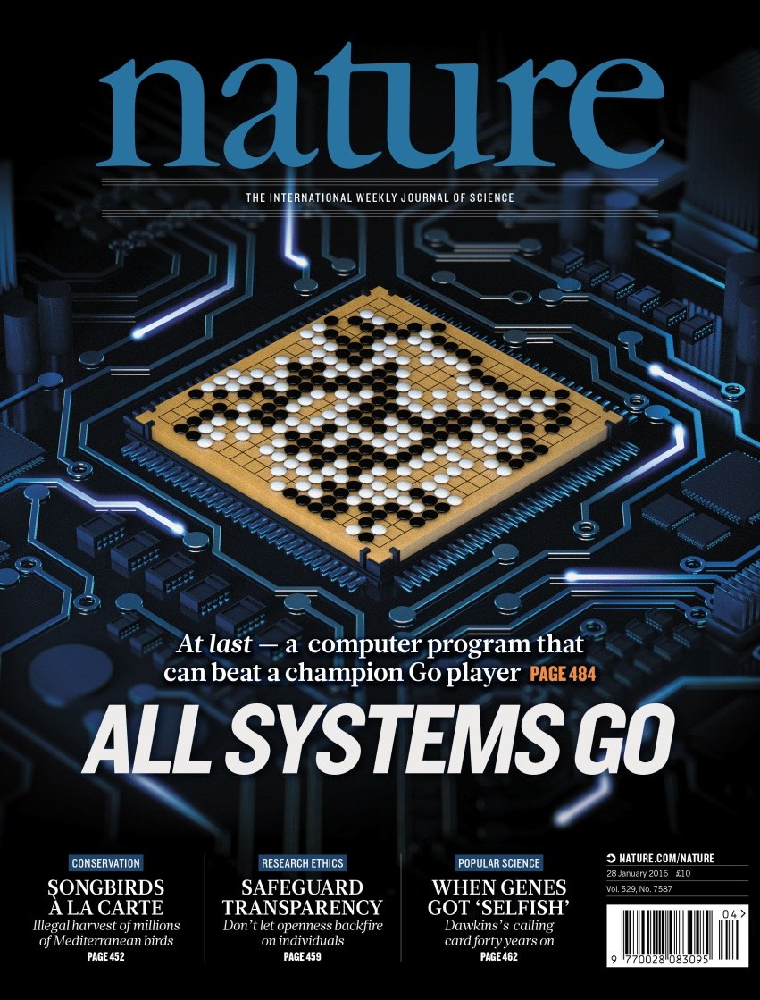 nature
THE INTERNATIONAL WEEKLY JOURNAL OF SCIENCE
At last — a computer program that
can beat a champion Go player PAGE 484
ALL SYSTEMS GO
CONSERVATION
SONGBIRDS
À LA CARTE
Illegal harvest of millions
of Mediterranean birds
PAGE 452
RESEARCH ETHICS
SAFEGUARD
TRANSPARENCY
Don’t let openness backfire
on individuals
PAGE 459
POPULAR SCIENCE
WHEN GENES
GOT ‘SELFISH’
Dawkins’s calling
card forty years on
PAGE 462
NATURE.COM/NATURE
28 January 2016 £10
Vol. 529, No. 7587
04>
9 770028 083095